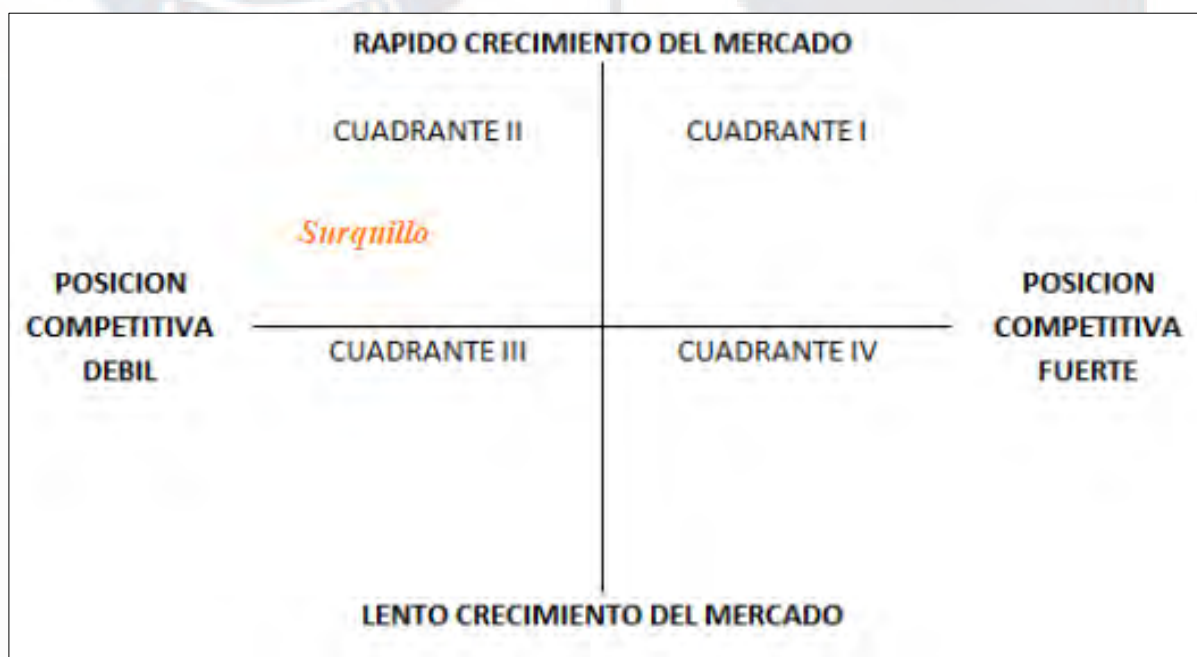 RAPIDO CRECIMIENTO DEL MERCADO
CUADRANTE II
CUADRANTE I
Surquillo
POSICION
COMPETITIVA
DEBIL
POSICION
COMPETITIVA
FUERTE
CUADRANTE III
CUADRANTE IV
LENTO CRECIMIENTO DEL MERCADO